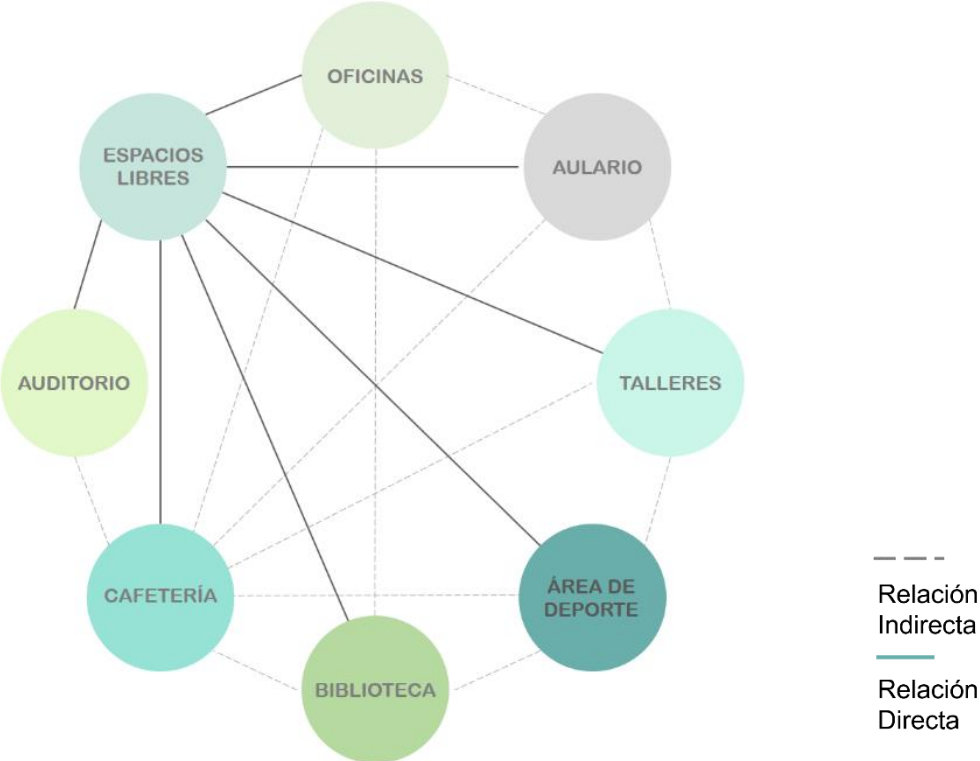 OFICINAS
ESPACIOS
LIBRES
AULARIO
AUDITORIO
TALLERES
CAFETERÍA
ÁREA DE
DEPORTE
BIBLIOTECA
Relación
Indirecta
Relación
Directa